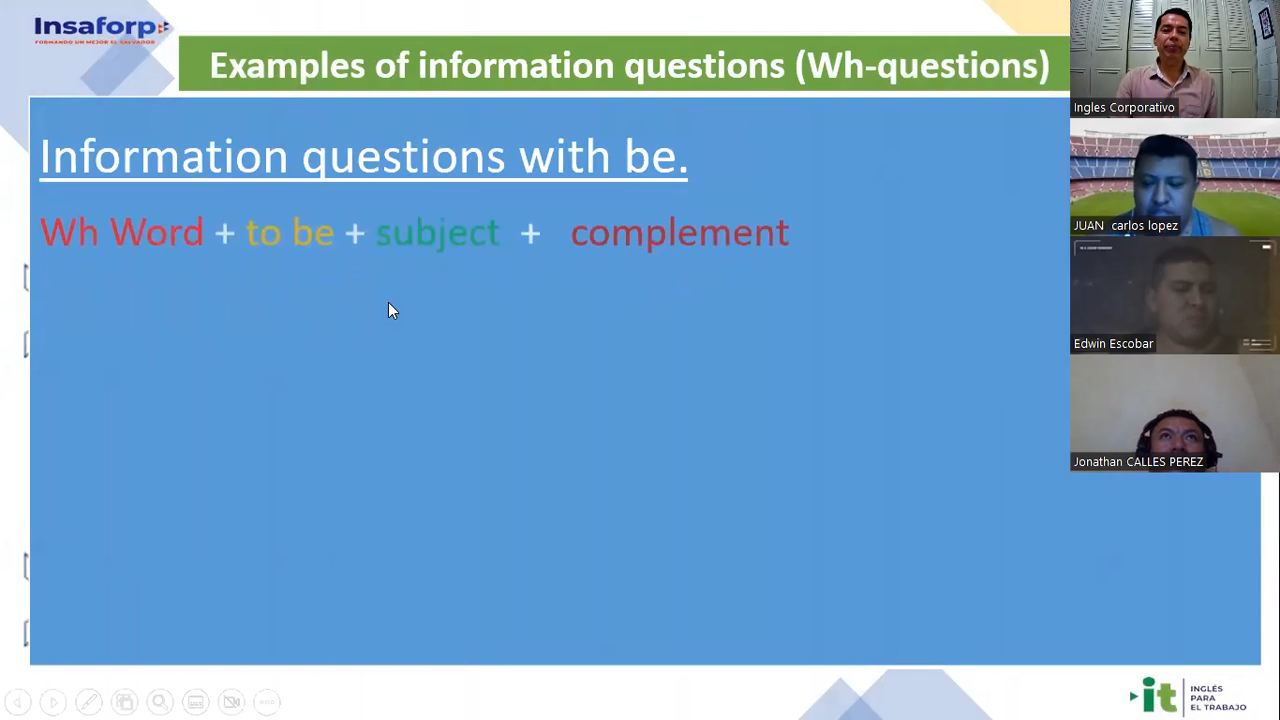 Insaforp
FORMANDO UN MEJOR EL SALVADOR
Examples of information questions (Wh-questions)
Information questions with be.
Wh Word + to be + subject + complement
Ingles Corporativo
JUAN carlos lopez
Edwin Escobar
Jonathan CALLES PEREZ
it
INGLÉS
PARA
EL TRABAJO